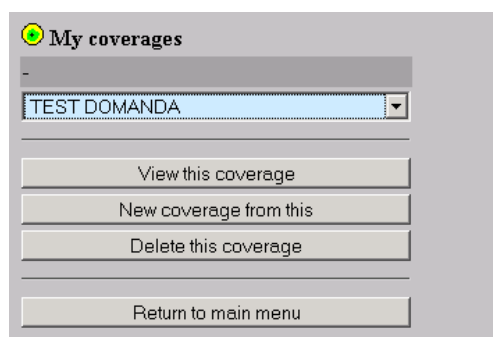 My coverages
-
TEST DOMANDA
View this coverage
New coverage from this
Delete this coverage
Return to main menu